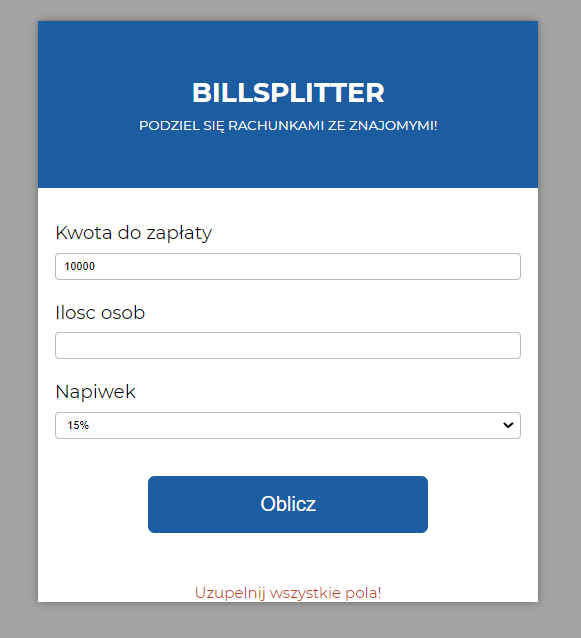 BILLSPLITTER
PODZIEL SIĘ RACHUNKAMI ZE ZNAJOMYMI!
Kwota do zapłaty
10000
Ilosc osob
Napiwek
15%
Oblicz
Uzupelnij wszystkie pola!